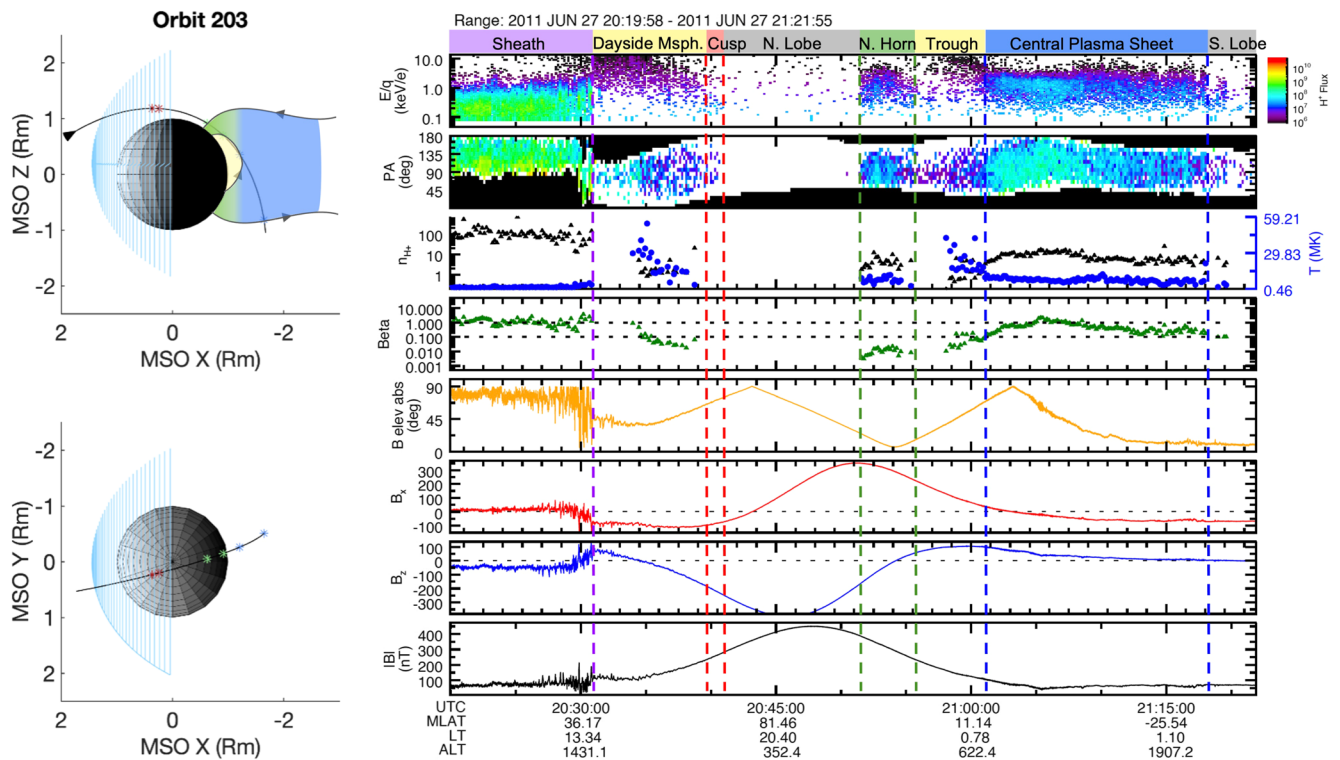 Orbit 203
MSO Z (Rm)
2
1
0
-1
-2
2 0 -2
MSO X (Rm)
MSO Y (Rm)
-2
-1
0
1
2
2 0 -2
MSO X (Rm)
Range: 2011 JUN 27 20:19:58 - 2011 JUN 27 21:21:55
Sheath Dayside Msph. Cusp N. Lobe N. Horn Trough Central Plasma Sheet S. Lobe
E/q
(keV/e)
10.0
1.0
0.1
10¹⁰
10⁹
10⁸
10⁷
10⁶
H⁺ Flux
PA
(deg)
180
135
90
45
nH+
100
10
1
59.21
29.83
0.46
T (MK)
Beta
10.000
1.000
0.100
0.010
0.001
B elev abs
(deg)
90
45
0
Bx
300
200
100
0
-100
Bz
100
0
-100
-200
-300
|B|
(nT)
400
300
200
100
UTC 20:30:00 20:45:00 21:00:00 21:15:00
MLAT 36.17 81.46 11.14 -25.54
LT 13.34 20.40 0.78 1.10
ALT 1431.1 352.4 622.4 1907.2